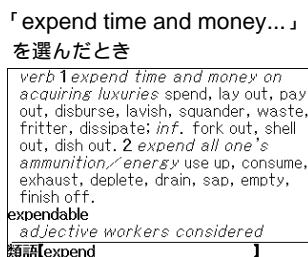 「expend time and money...」
を選んだとき
verb 1 expend time and money on
acquiring luxuries spend, lay out, pay
out, disburse, lavish, squander, waste,
fritter, dissipate; inf. fork out, shell
out, dish out. 2 expend all one's
ammunition／energy use up, consume,
exhaust, deplete, drain, sap, empty,
finish off.
expendable
adjective workers considered
類語【expend 】